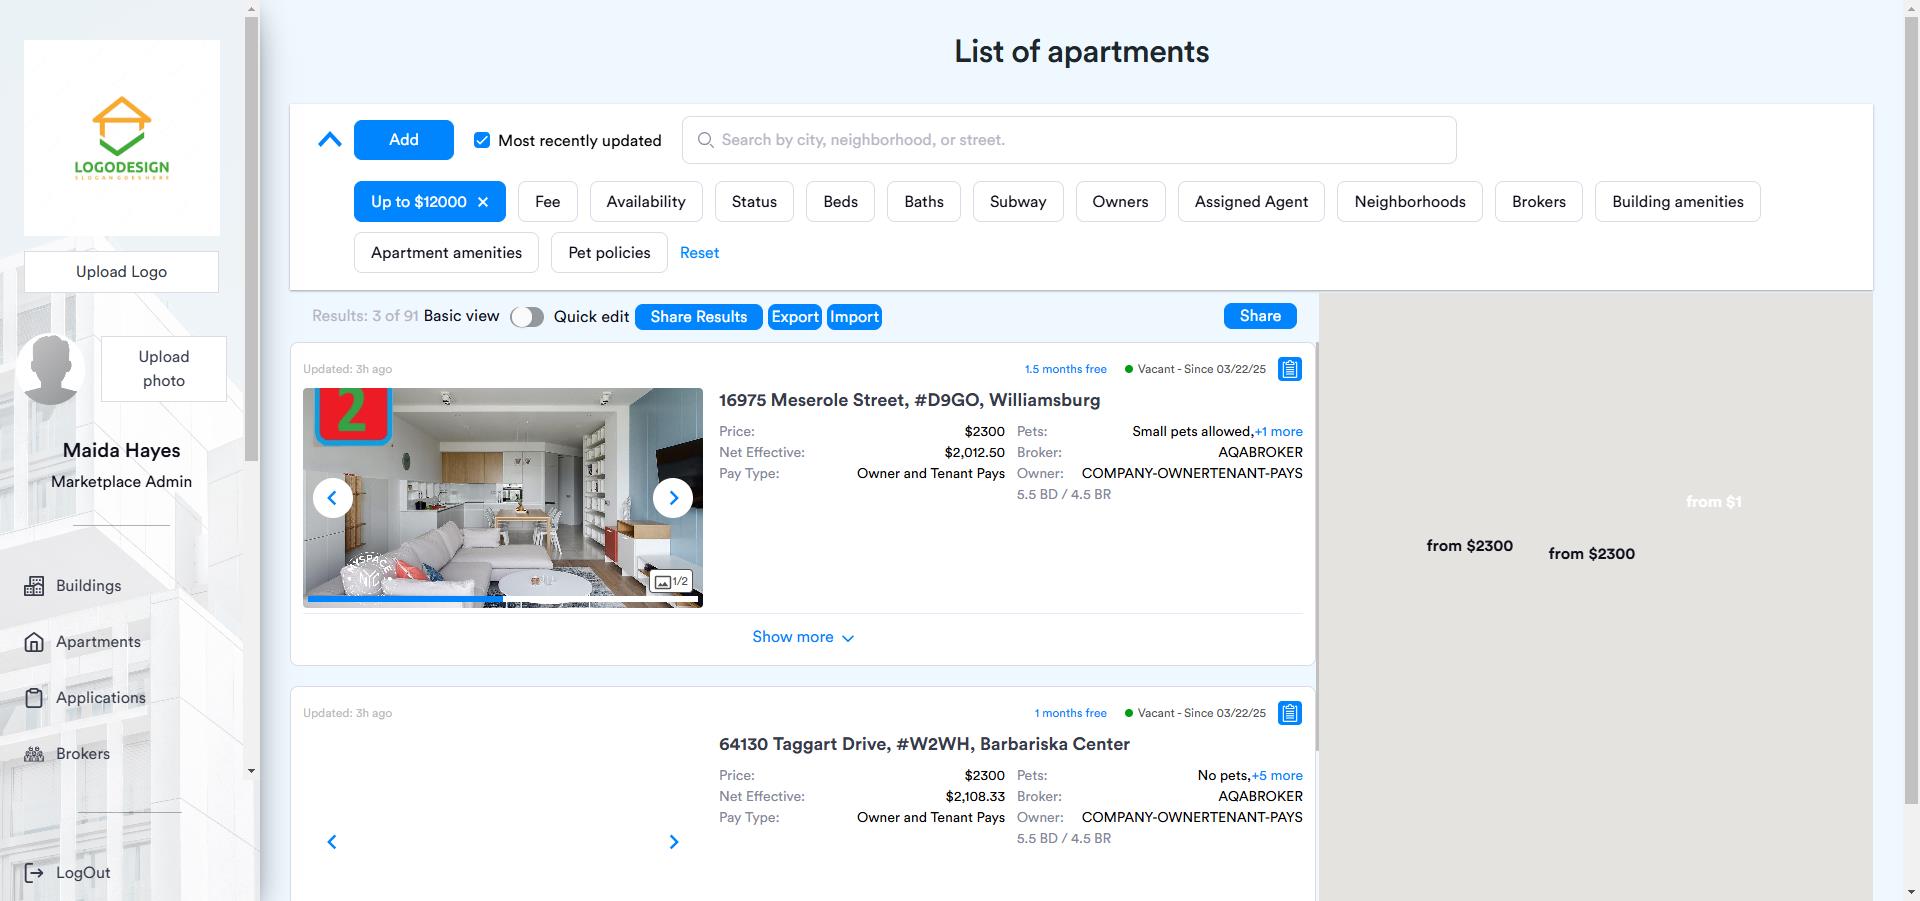 List of apartments
LOGODESIGN
SLOGANGOESHERE
Upload Logo
Upload photo
Maida Hayes
Marketplace Admin
Buildings
Apartments
Applications
Brokers
LogOut
Add
Most recently updated
Search by city, neighborhood, or street.
Up to $12000 ×
Fee
Availability
Status
Beds
Baths
Subway
Owners
Assigned Agent
Neighborhoods
Brokers
Building amenities
Apartment amenities
Pet policies
Reset
Results: 3 of 91
Basic view
Quick edit
Share Results
Export
Import
Share
Updated: 3h ago
1.5 months free
Vacant - Since 03/22/25
2
MYSPACE
NYC
1/2
16975 Meserole Street, #D9GO, Williamsburg
Price: $2300
Net Effective: $2,012.50
Pay Type: Owner and Tenant Pays
Pets: Small pets allowed,+1 more
Broker: AQABROKER
Owner: COMPANY-OWNERTENANT-PAYS
5.5 BD / 4.5 BR
Show more
Updated: 3h ago
1 months free
Vacant - Since 03/22/25
64130 Taggart Drive, #W2WH, Barbariska Center
Price: $2300
Net Effective: $2,108.33
Pay Type: Owner and Tenant Pays
Pets: No pets,+5 more
Broker: AQABROKER
Owner: COMPANY-OWNERTENANT-PAYS
5.5 BD / 4.5 BR
from $1
from $2300
from $2300